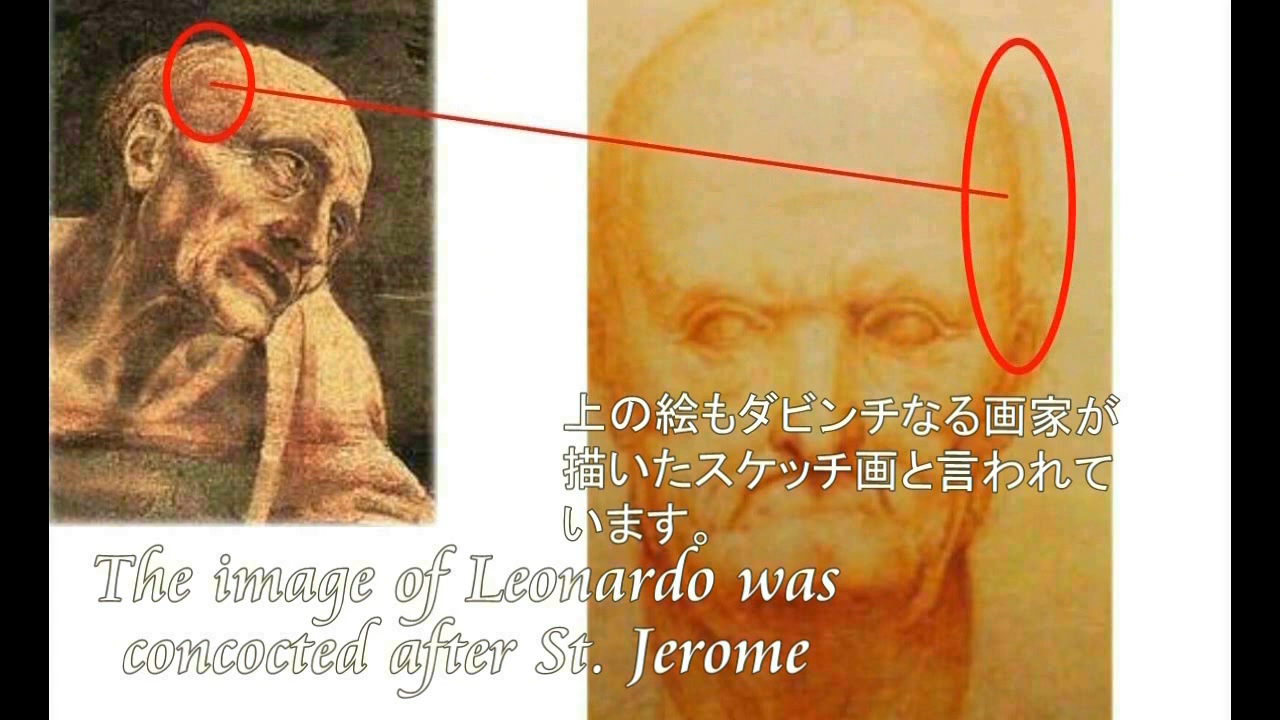 上の絵もダビンチなる画家が
描いたスケッチ画と言われて
います。
The image of Leonardo was
concocted after St. Jerome